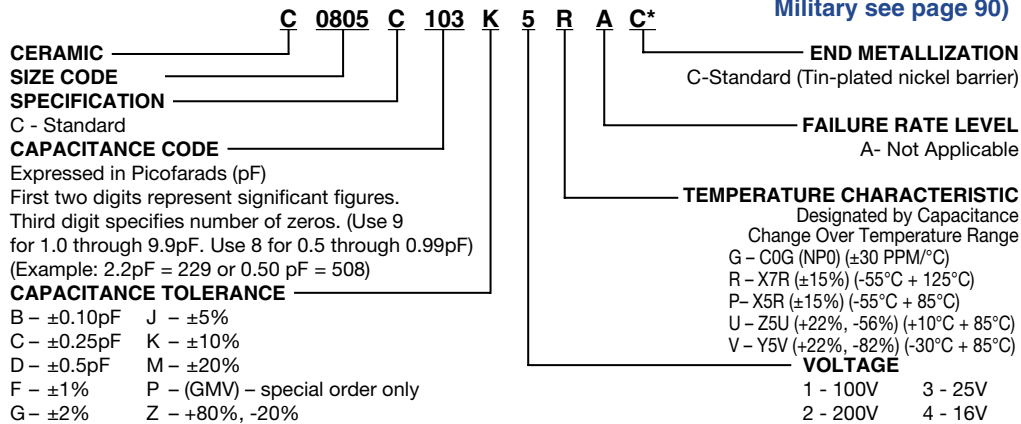 Military see page 90)
C 0805 C 103 K 5 R A C*
CERAMIC
SIZE CODE
SPECIFICATION
C - Standard
CAPACITANCE CODE
Expressed in Picofarads (pF)
First two digits represent significant figures.
Third digit specifies number of zeros. (Use 9
for 1.0 through 9.9pF. Use 8 for 0.5 through 0.99pF)
(Example: 2.2pF = 229 or 0.50 pF = 508)
CAPACITANCE TOLERANCE
B – ±0.10pF J – ±5%
C – ±0.25pF K – ±10%
D – ±0.5pF M – ±20%
F – ±1% P – (GMV) – special order only
G – ±2% Z – +80%, -20%
END METALLIZATION
C-Standard (Tin-plated nickel barrier)
FAILURE RATE LEVEL
A- Not Applicable
TEMPERATURE CHARACTERISTIC
Designated by Capacitance
Change Over Temperature Range
G – C0G (NP0) (±30 PPM/°C)
R – X7R (±15%) (-55°C + 125°C)
P– X5R (±15%) (-55°C + 85°C)
U – Z5U (+22%, -56%) (+10°C + 85°C)
V – Y5V (+22%, -82%) (-30°C + 85°C)
VOLTAGE
1 - 100V 3 - 25V
2 - 200V 4 - 16V